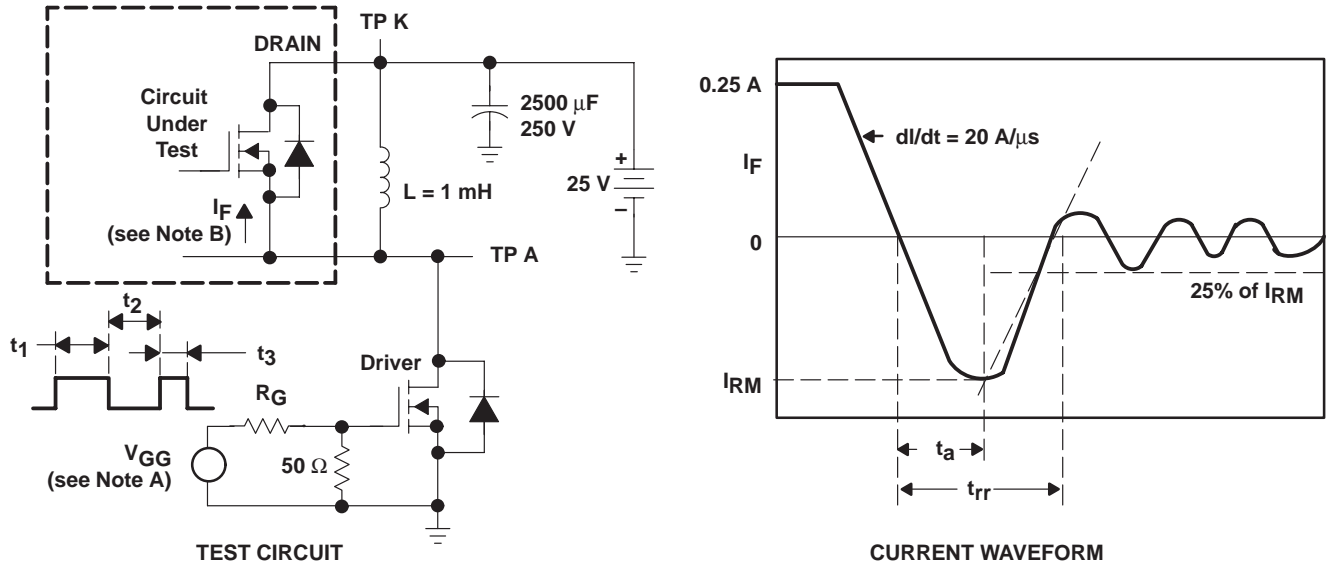 TP K
DRAIN
Circuit
Under
Test
2500 µF
250 V
+
25 V
–
L = 1 mH
IF
(see Note B)
TP A
t2
t1
t3
Driver
RG
VGG
(see Note A)
50 Ω
TEST CIRCUIT
0.25 A
dI/dt = 20 A/µs
IF
0
25% of IRM
IRM
ta
trr
CURRENT WAVEFORM